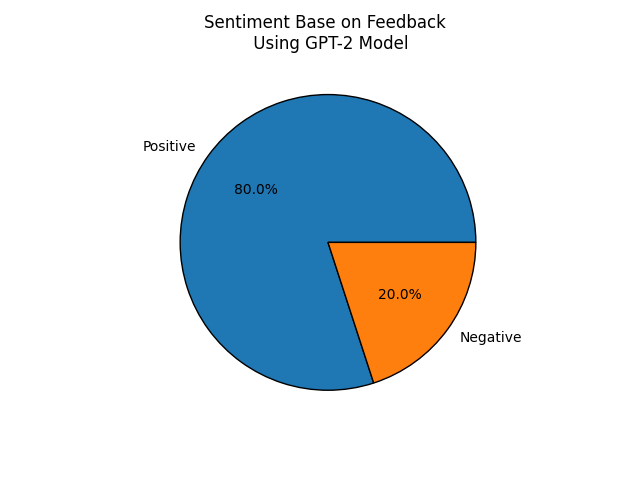 Sentiment Base on Feedback
Using GPT-2 Model
Positive
80.0%
20.0%
Negative